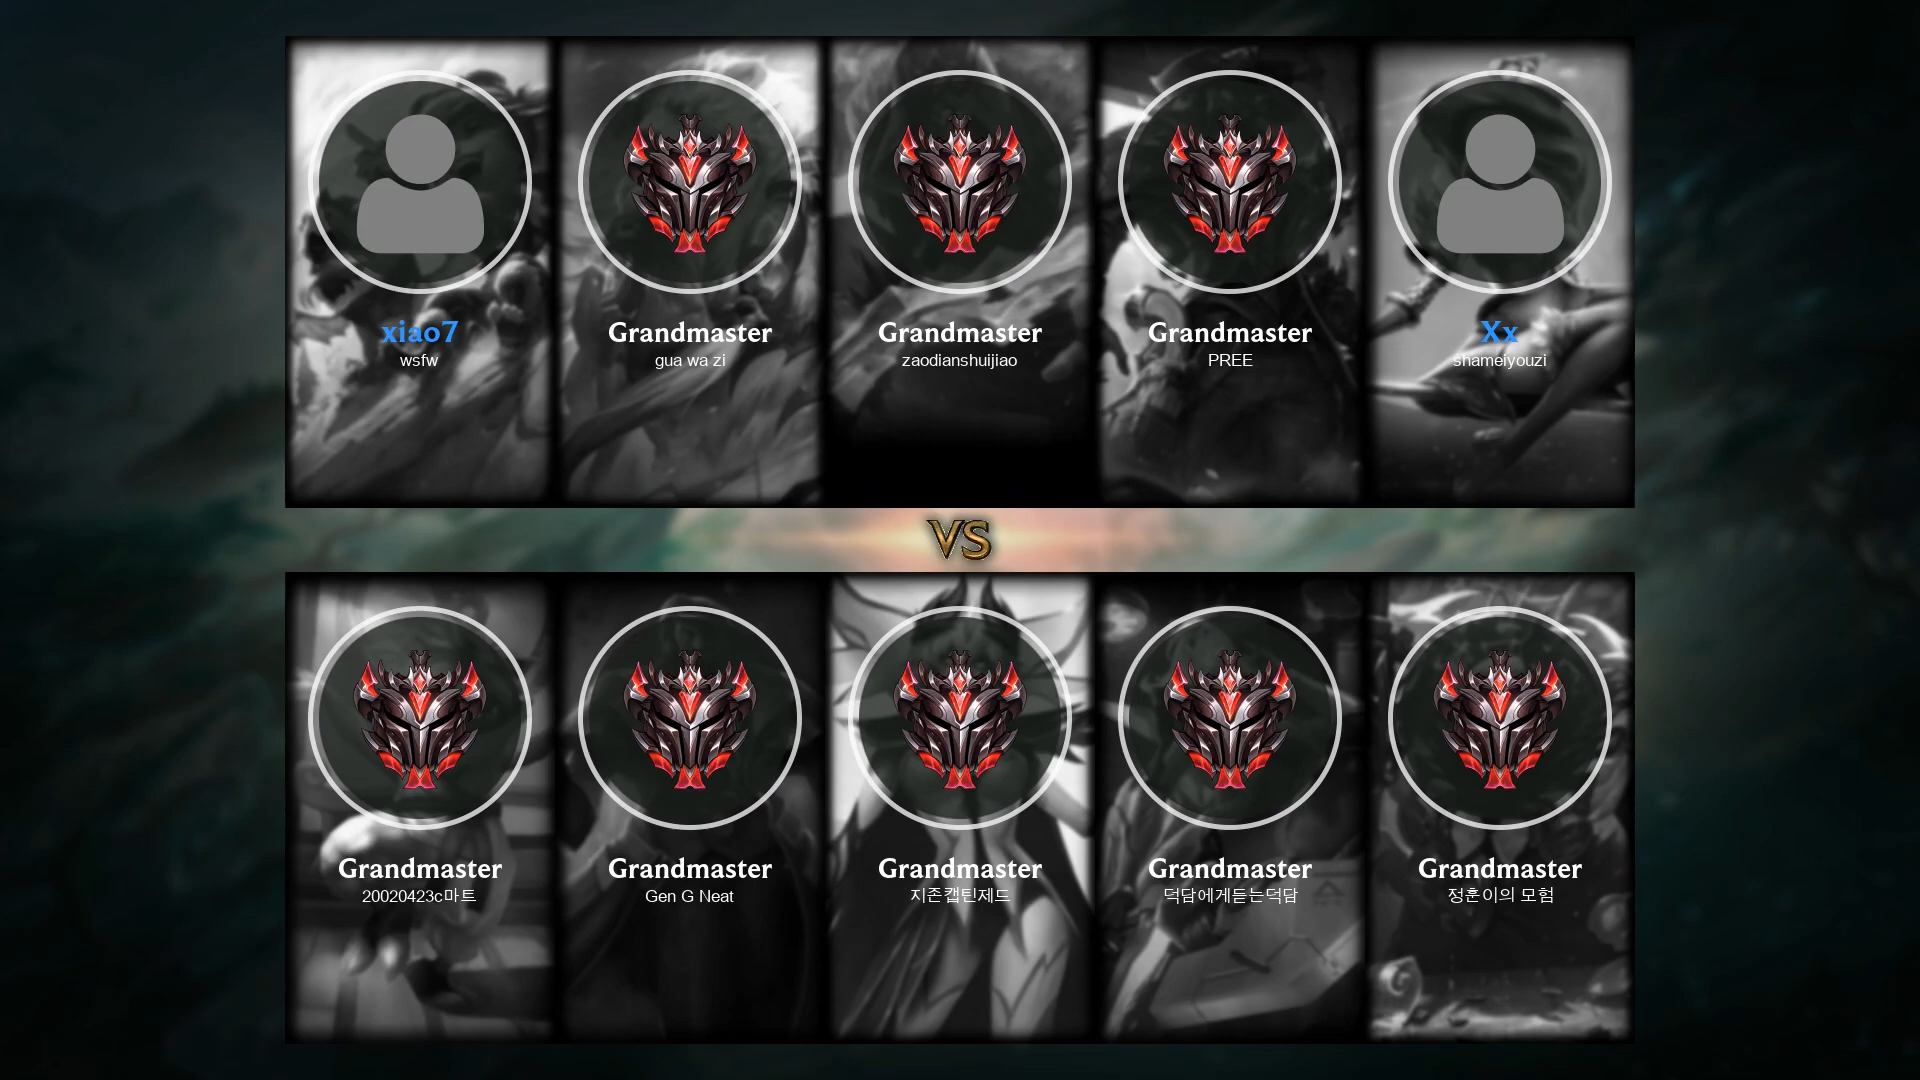 xiao7
wsfw
Grandmaster
gua wa zi
Grandmaster
zaodianshuijiao
Grandmaster
PREE
Xx
shameiyouzi
VS
Grandmaster
20020423c마트
Grandmaster
Gen G Neat
Grandmaster
지존캡틴제드
Grandmaster
덕담에게듣는덕담
Grandmaster
정훈이의 모험